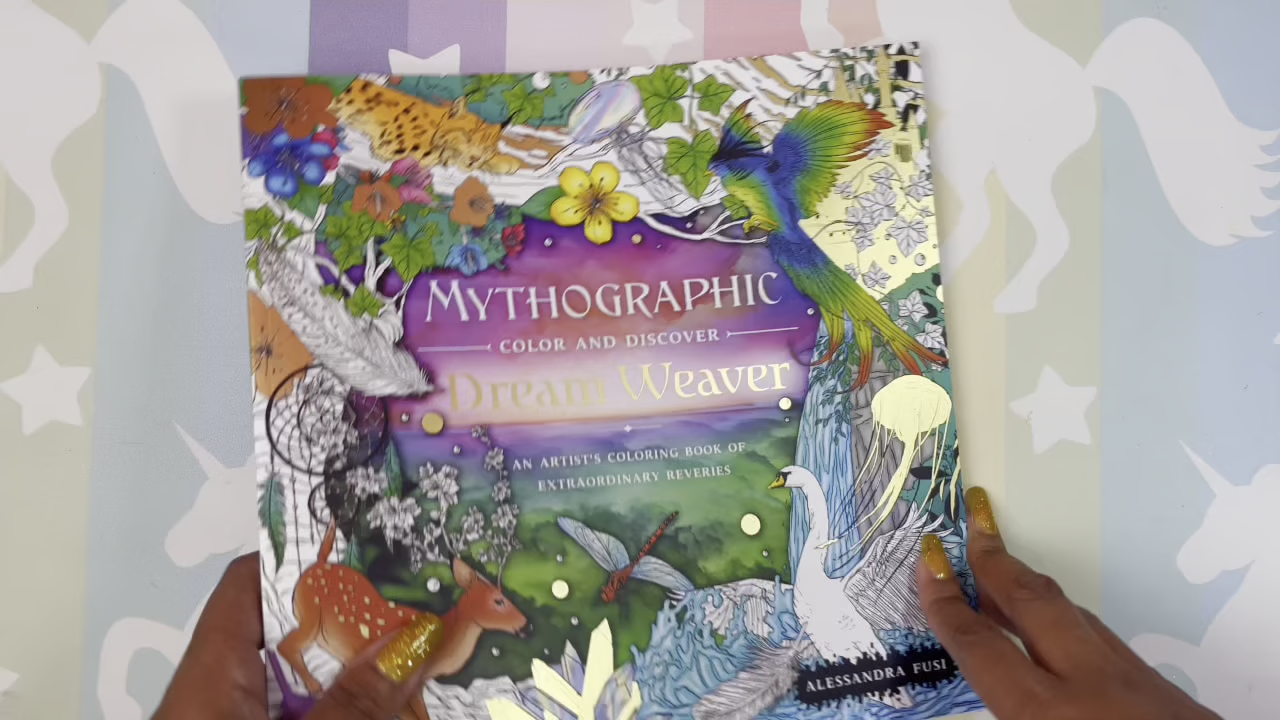 MYTHOGRAPHIC
COLOR AND DISCOVER
Dream Weaver
AN ARTIST'S COLORING BOOK OF
EXTRAORDINARY REVERIES
ALESSANDRA FUSI